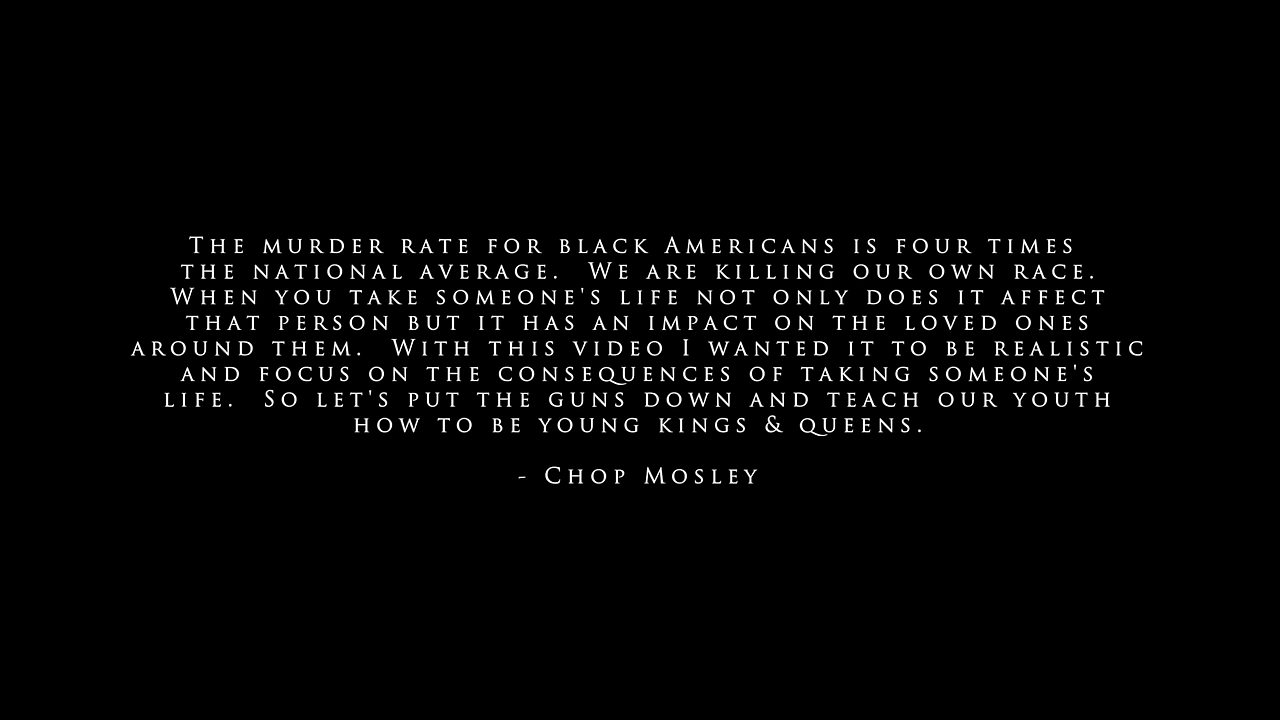 The murder rate for black Americans is four times
the national average.  We are killing our own race.
When you take someone's life not only does it affect
that person but it has an impact on the loved ones
around them.  With this video I wanted it to be realistic
and focus on the consequences of taking someone's
life.  So let's put the guns down and teach our youth
how to be young kings & queens.
- Chop Mosley